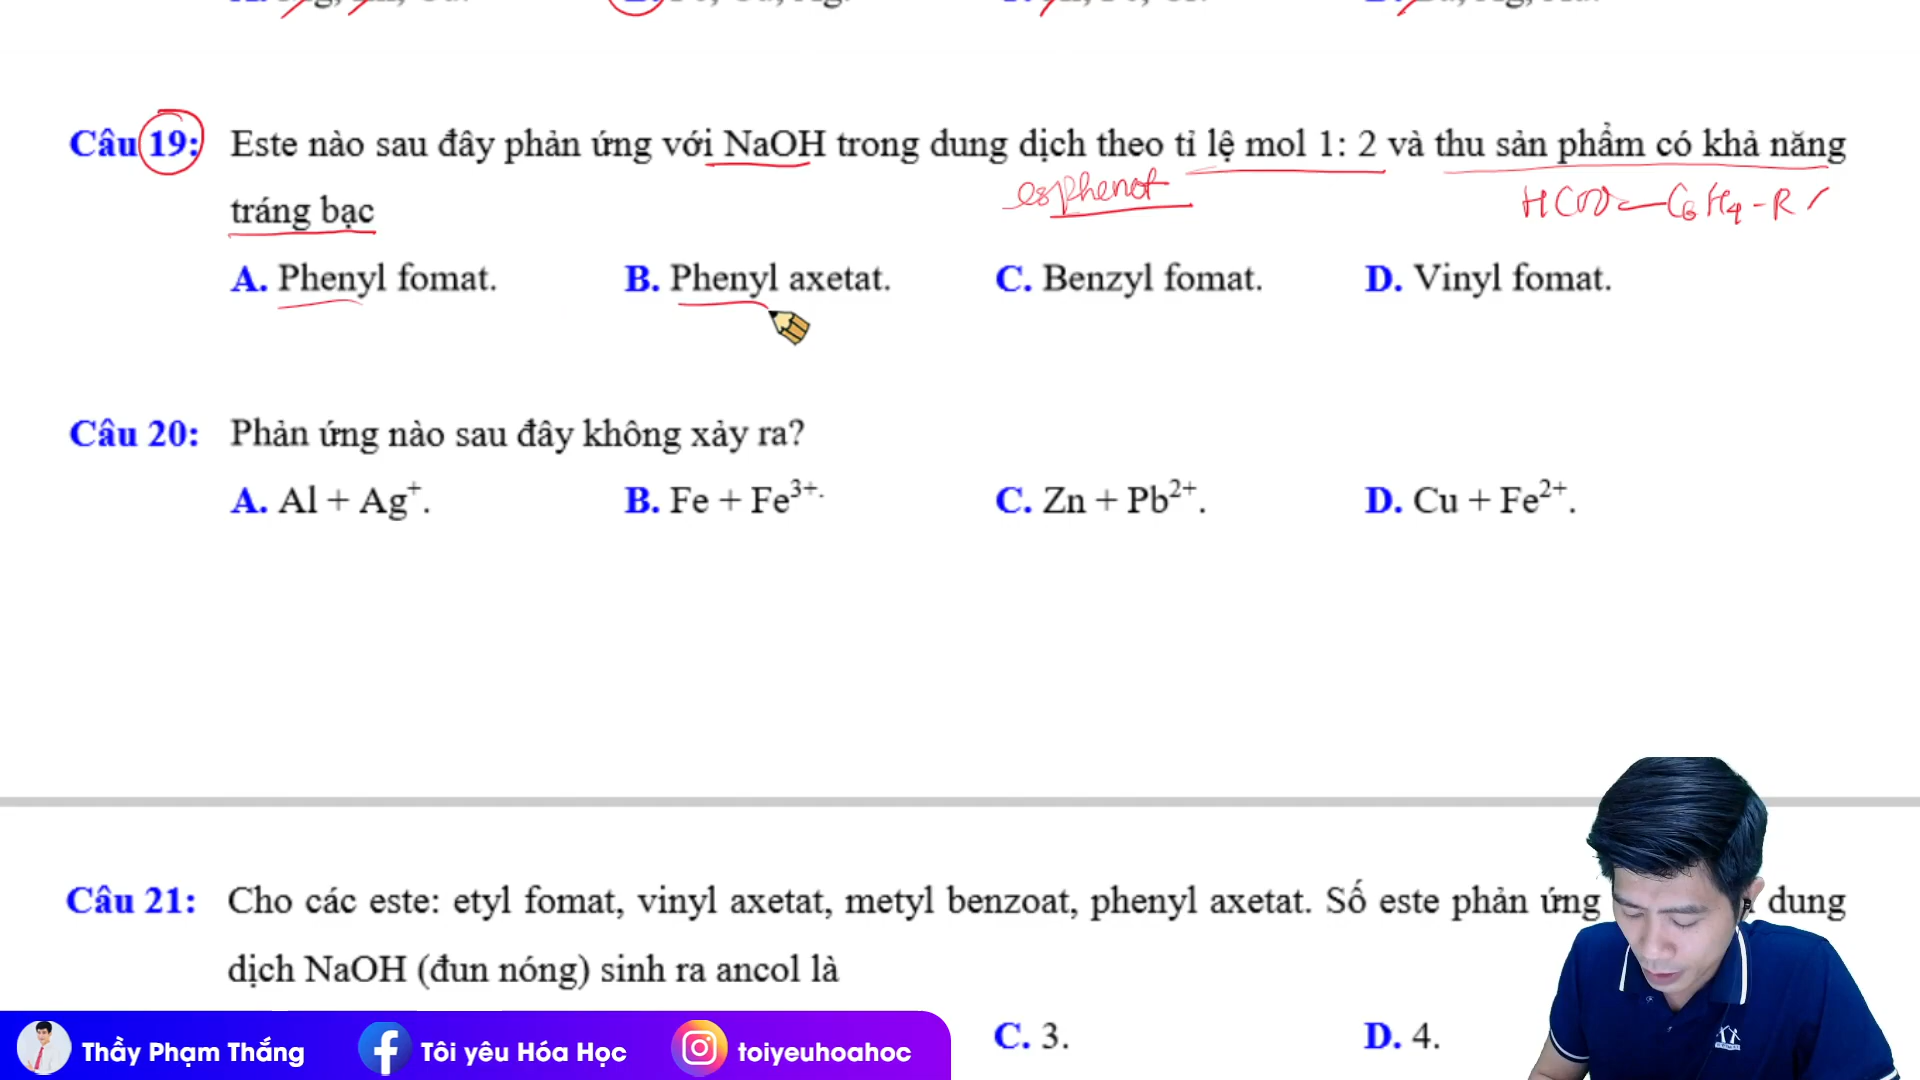 Câu 19: Este nào sau đây phản ứng với NaOH trong dung dịch theo tỉ lệ mol 1: 2 và thu sản phẩm có khả năng
esphenol
HCOO—C6H4-R
tráng bạc
A. Phenyl fomat. B. Phenyl axetat. C. Benzyl fomat. D. Vinyl fomat.
Câu 20: Phản ứng nào sau đây không xảy ra?
A. Al + Ag⁺. B. Fe + Fe³⁺. C. Zn + Pb²⁺. D. Cu + Fe²⁺.
Câu 21: Cho các este: etyl fomat, vinyl axetat, metyl benzoat, phenyl axetat. Số este phản ứng dung
dịch NaOH (đun nóng) sinh ra ancol là
C. 3. D. 4.
Thầy Phạm Thắng Tôi yêu Hóa Học toiyeuhoahoc